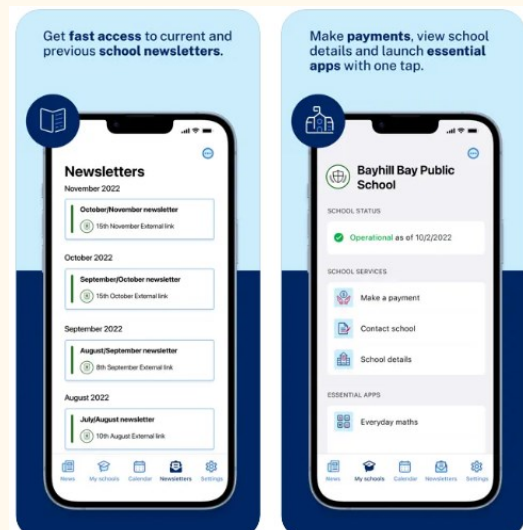 Get fast access to current and
previous school newsletters.
Newsletters
November 2022
October/November newsletter
15th November External link
October 2022
September/October newsletter
15th October External link
September 2022
August/September newsletter
8th September External link
August 2022
July/August newsletter
10th August External link
News
My schools
Calendar
Newsletters
Settings
Make payments, view school
details and launch essential
apps with one tap.
Bayhill Bay Public
School
SCHOOL STATUS
Operational as of 10/2/2022
SCHOOL SERVICES
Make a payment
Contact school
School details
ESSENTIAL APPS
Everyday maths
News
My schools
Calendar
Newsletters
Settings